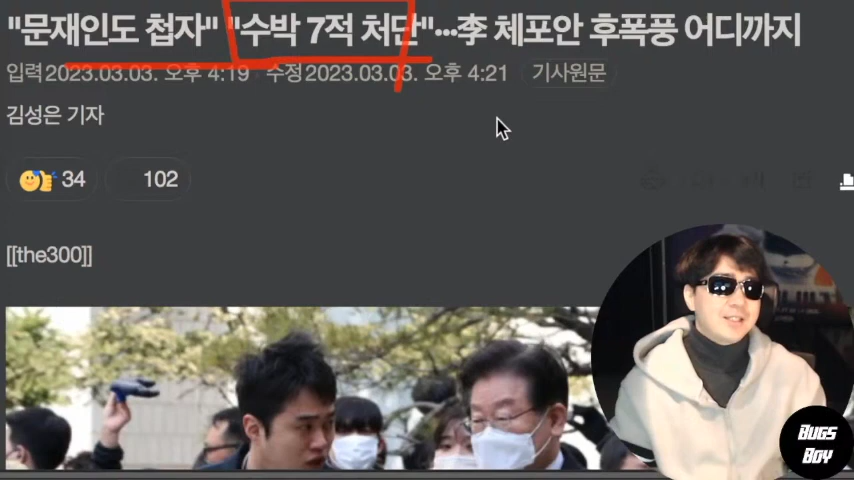 "문재인도 첩자" "수박 7적 처단"…李 체포안 후폭풍 어디까지
입력2023.03.03. 오후 4:19 수정2023.03.03. 오후 4:21 기사원문
김성은 기자
34 102
[[the300]]
BUGS
BOY